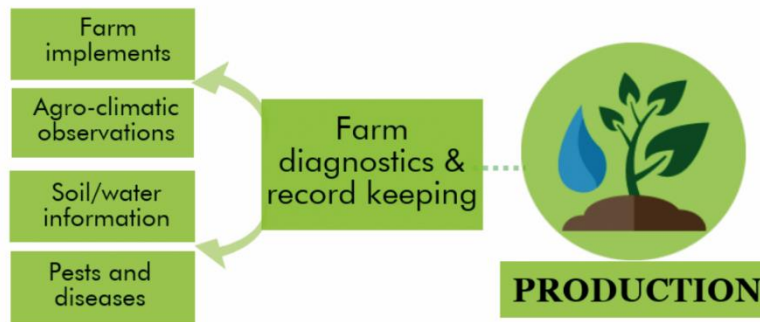 Farm
implements
Agro-climatic
observations
Soil/water
information
Pests and
diseases
Farm
diagnostics &
record keeping
PRODUCTION